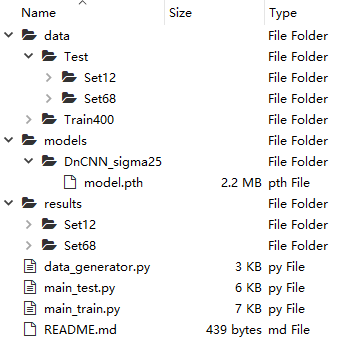 Name Size Type
data File Folder
Test File Folder
Set12 File Folder
Set68 File Folder
Train400 File Folder
models File Folder
DnCNN_sigma25 File Folder
model.pth 2.2 MB pth File
results File Folder
Set12 File Folder
Set68 File Folder
data_generator.py 3 KB py File
main_test.py 6 KB py File
main_train.py 7 KB py File
README.md 439 bytes md File